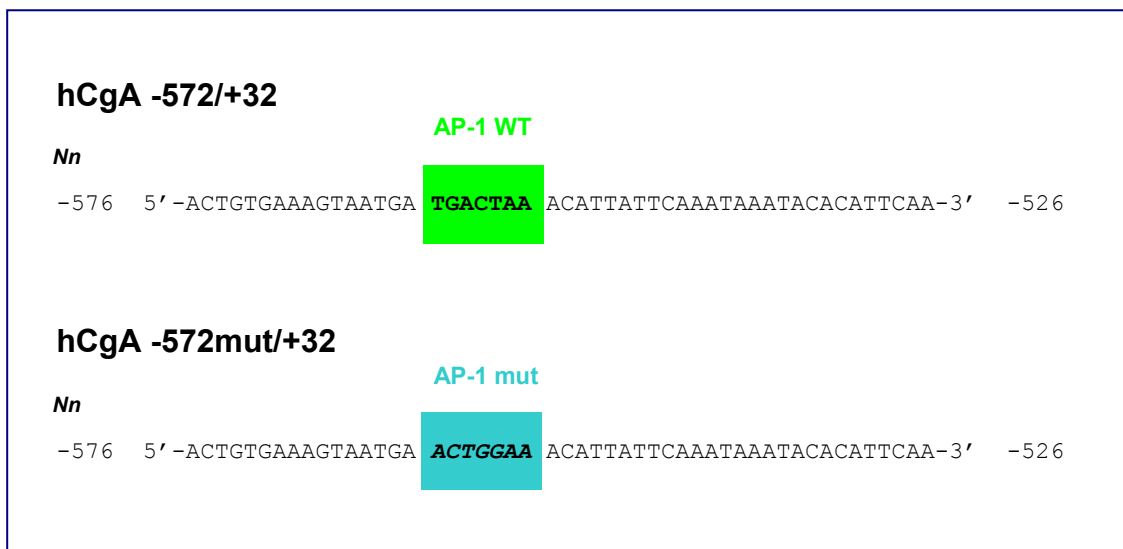 hCgA -572/+32
AP-1 WT
Nn
-576 5’-ACTGTGAAAGTAATGA TGACTAA ACATTATTCAAATAAATACACATTCAA-3’ -526
hCgA -572mut/+32
AP-1 mut
Nn
-576 5’-ACTGTGAAAGTAATGA ACTGGAA ACATTATTCAAATAAATACACATTCAA-3’ -526